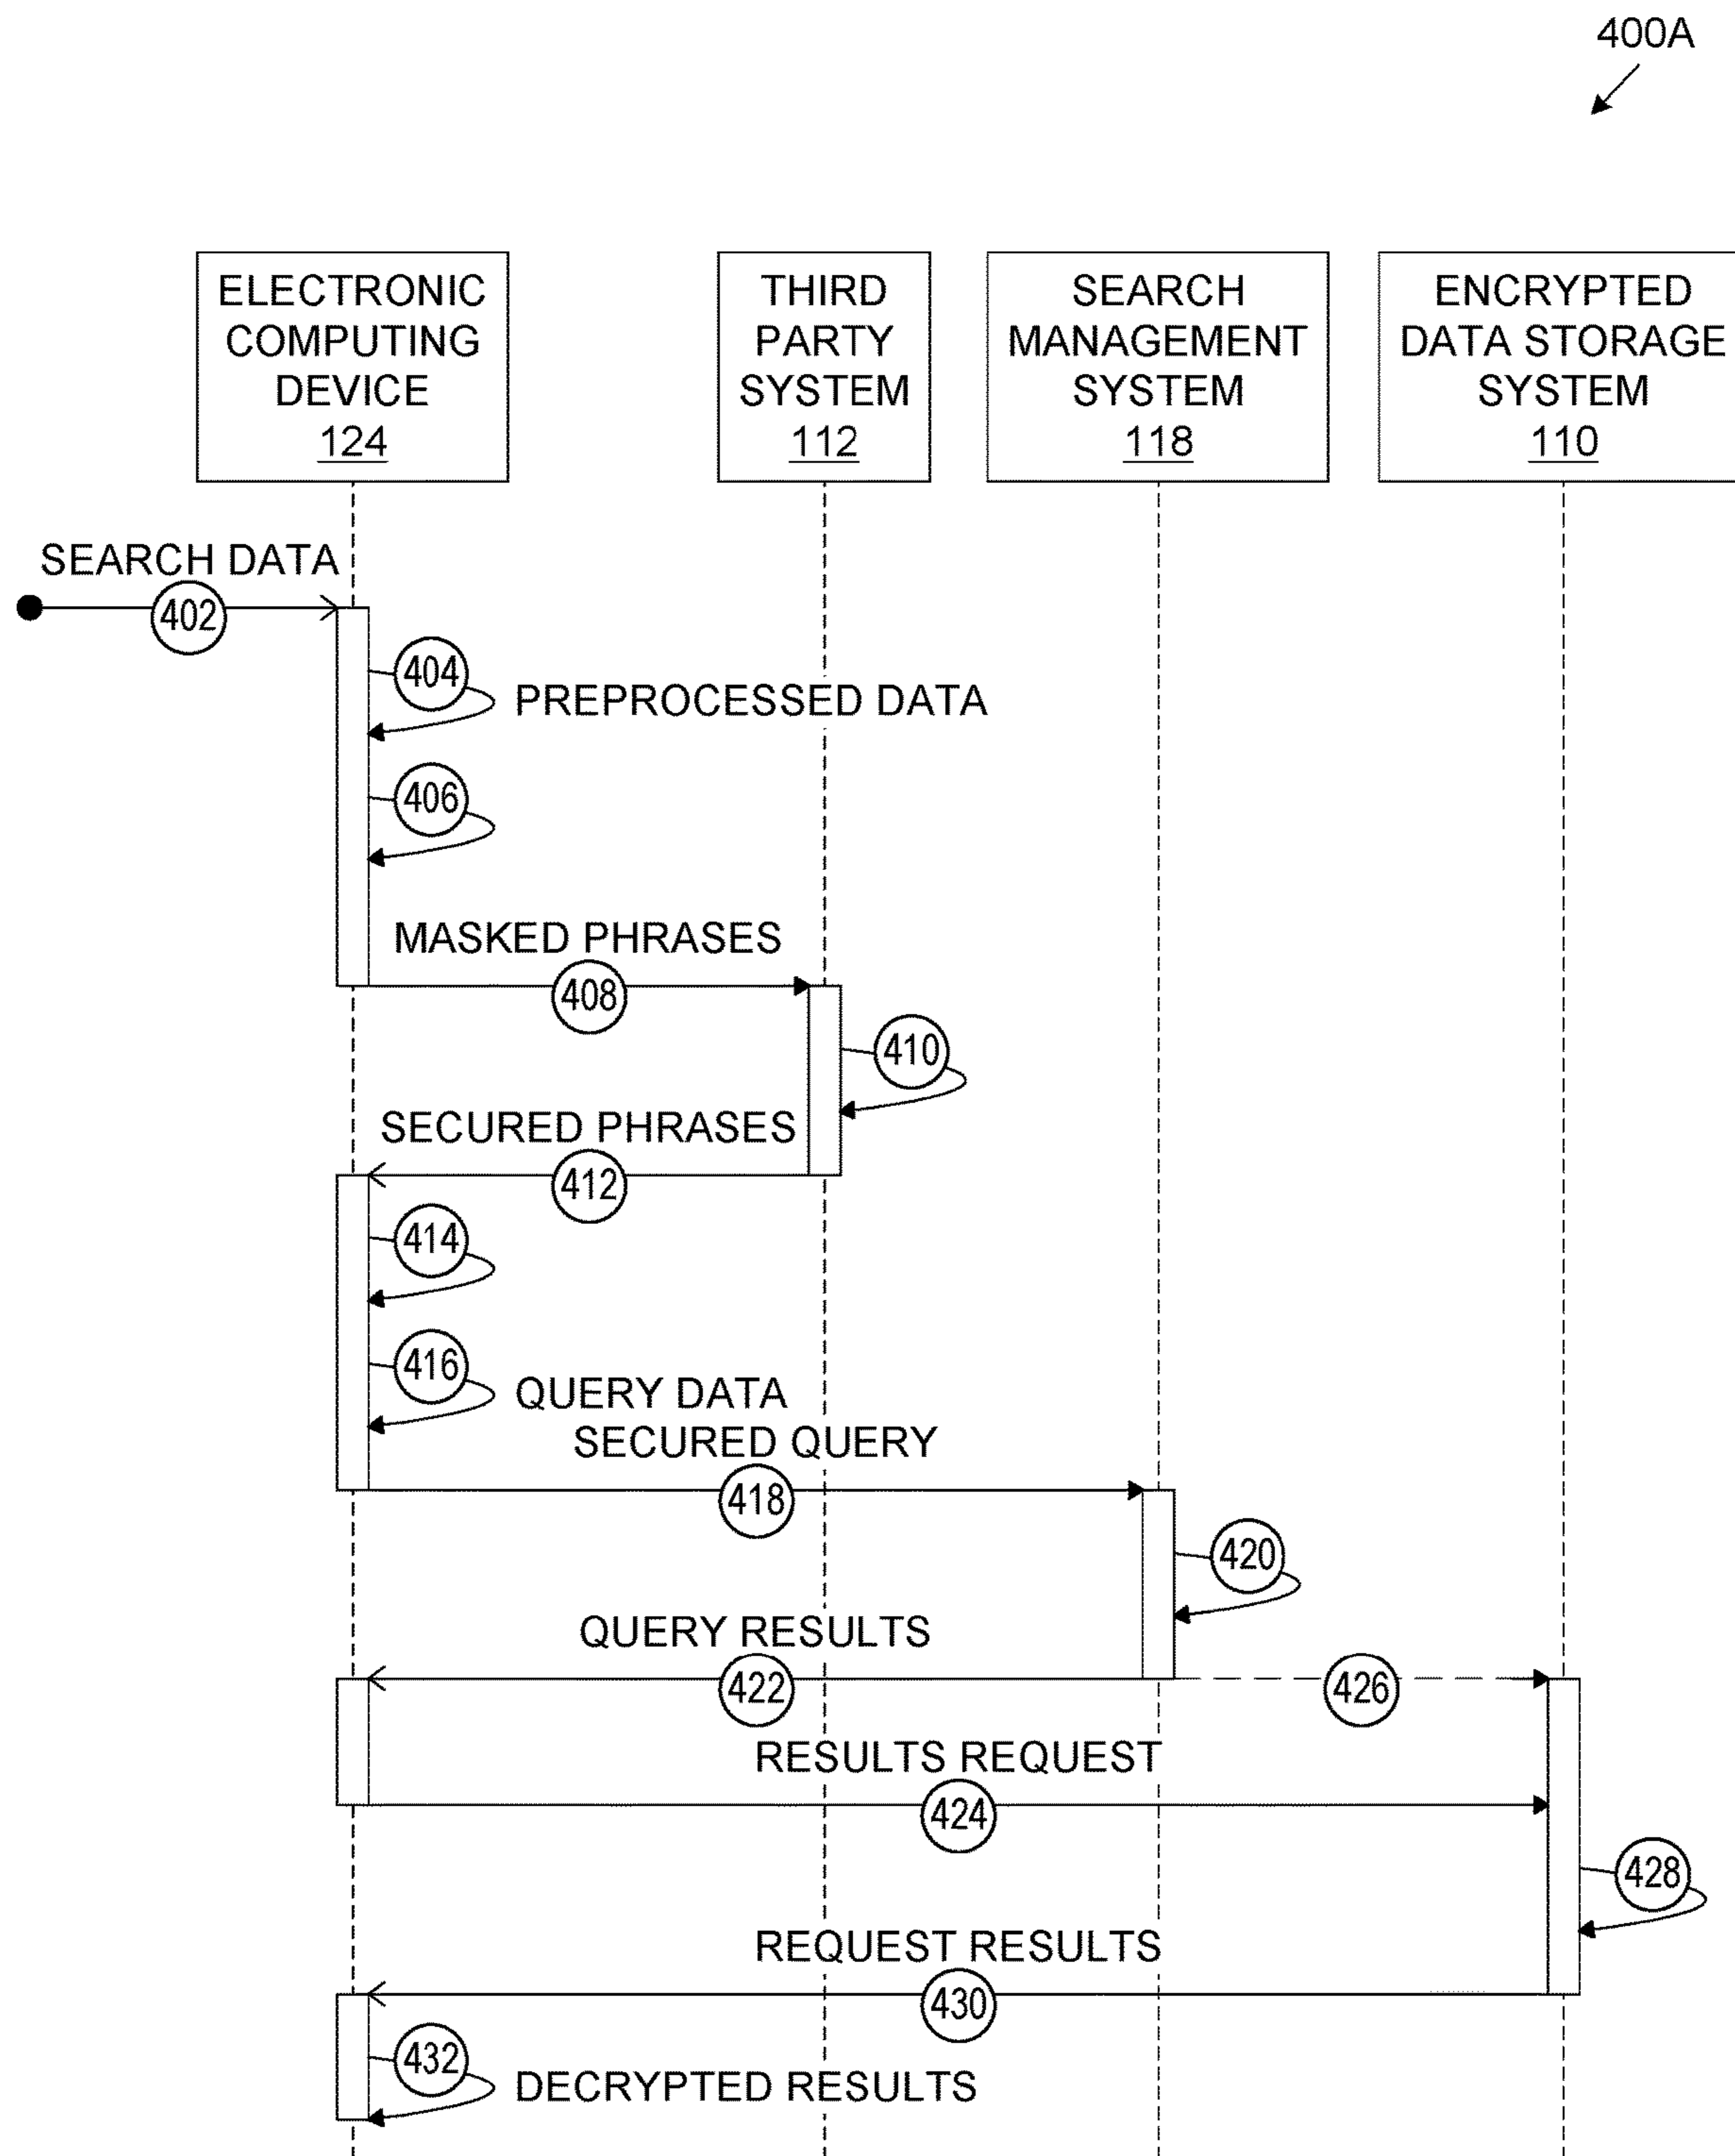 400A
ELECTRONIC
COMPUTING
DEVICE
124
THIRD
PARTY
SYSTEM
112
SEARCH
MANAGEMENT
SYSTEM
118
ENCRYPTED
DATA STORAGE
SYSTEM
110
SEARCH DATA
402
404
PREPROCESSED DATA
406
MASKED PHRASES
408
410
SECURED PHRASES
412
414
416
QUERY DATA
SECURED QUERY
418
420
QUERY RESULTS
422
426
RESULTS REQUEST
424
428
REQUEST RESULTS
430
432
DECRYPTED RESULTS